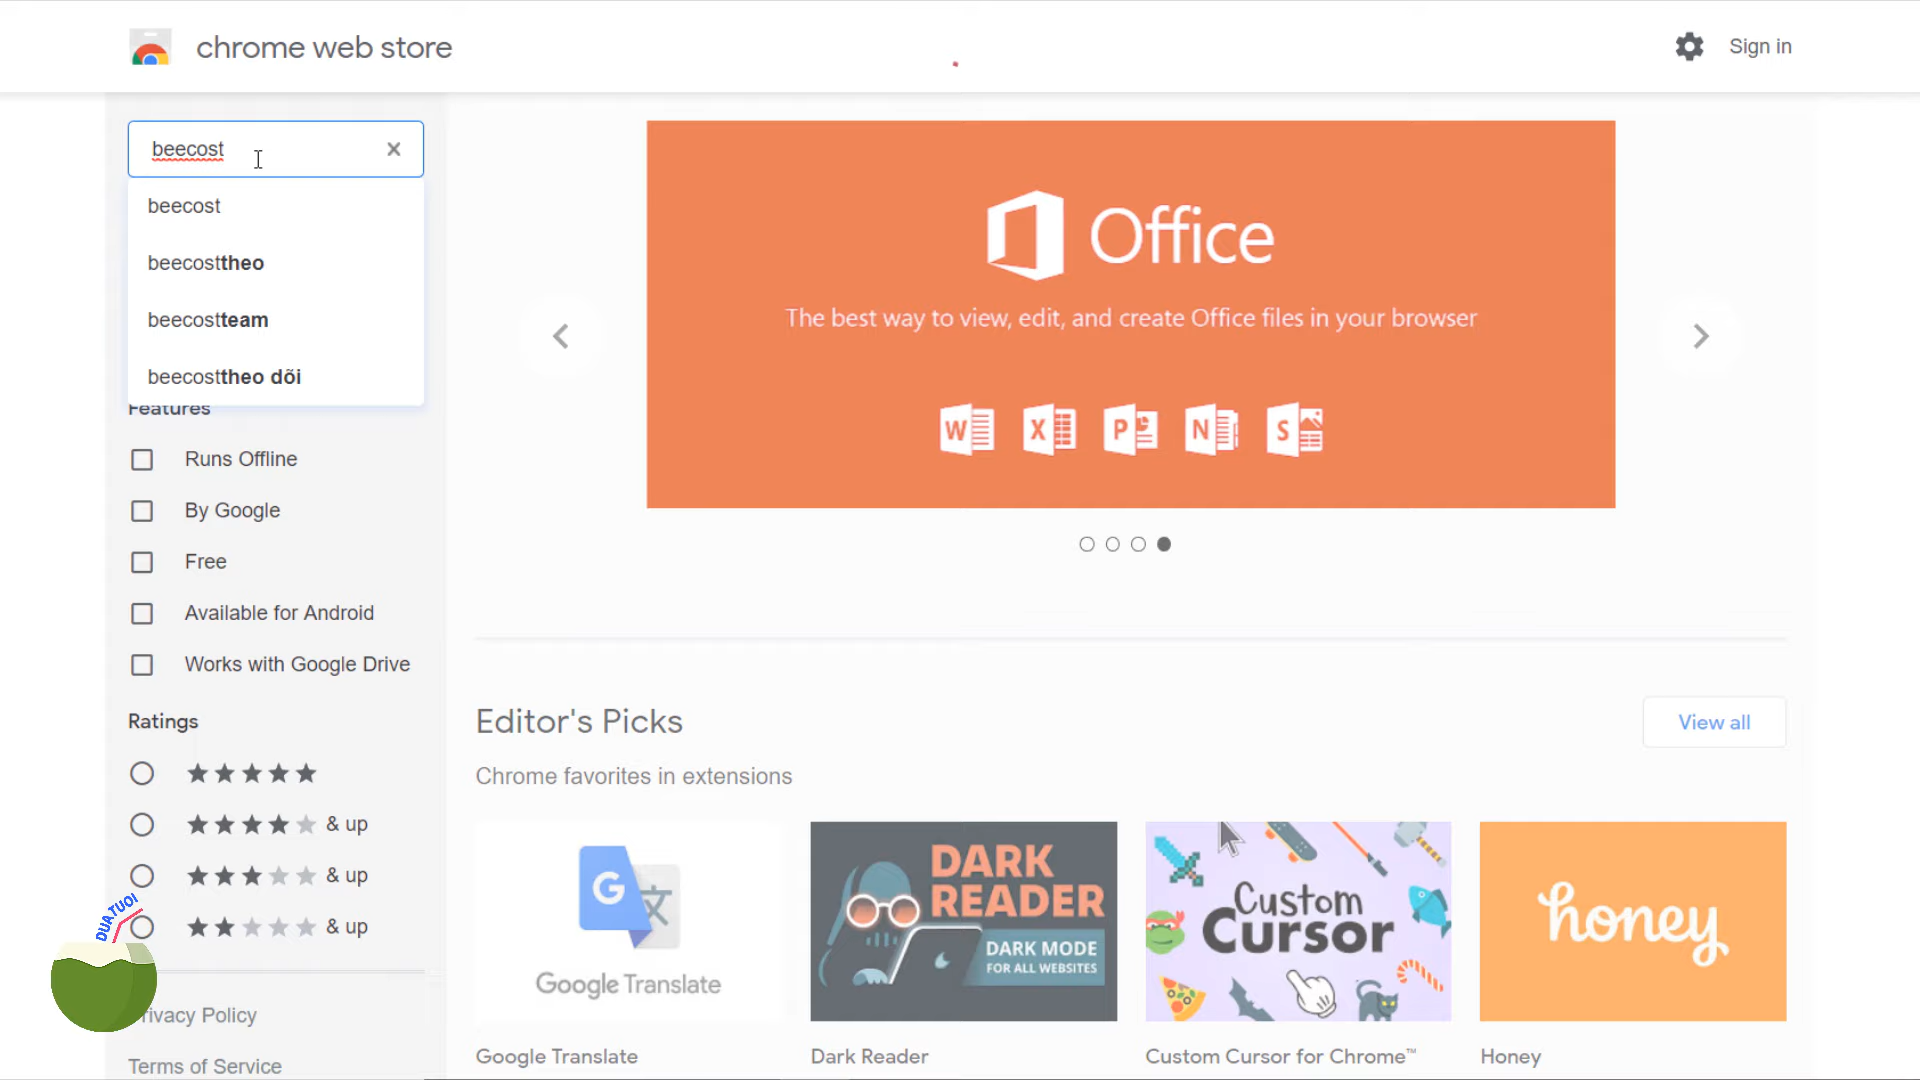 chrome web store
Sign in
beecost
beecost
beecosttheo
beecostteam
beecosttheo dõi
Features
Runs Offline
By Google
Free
Available for Android
Works with Google Drive
Ratings
& up
& up
& up
DUA TUOI
rivacy Policy
Terms of Service
Office
The best way to view, edit, and create Office files in your browser
W X P N S
Editor's Picks
View all
Chrome favorites in extensions
G 文
Google Translate
DARK
READER
DARK MODE
FOR ALL WEBSITES
Custom
Cursor
honey
Google Translate
Dark Reader
Custom Cursor for Chrome™
Honey